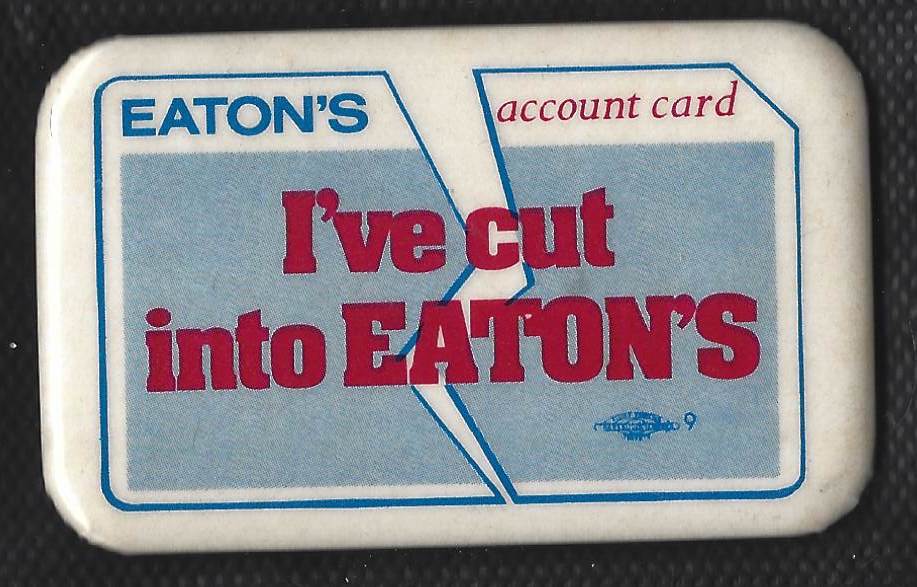 EATON'S account card
I've cut
into EATON'S
9